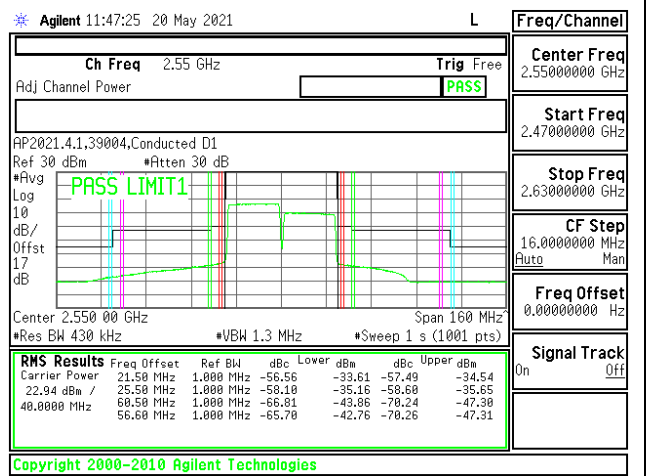 Agilent 11:47:25 20 May 2021 L
Freq/Channel
Ch Freq 2.55 GHz Trig Free
Adj Channel Power PASS
Center Freq
2.55000000 GHz
Start Freq
2.47000000 GHz
Stop Freq
2.63000000 GHz
CF Step
16.0000000 MHz
Auto Man
Freq Offset
0.00000000 Hz
Signal Track
On Off
AP2021.4.1,39004,Conducted D1
Ref 30 dBm #Atten 30 dB
#Avg
Log
10
dB/
Offst
17
dB
PASS LIMIT1
Center 2.550 00 GHz Span 160 MHz^
#Res BW 430 kHz #VBW 1.3 MHz #Sweep 1 s (1001 pts)
RMS Results Freq Offset Ref BW dBc Lower dBm dBc Upper dBm
Carrier Power 21.50 MHz 1.000 MHz -56.56 -33.61 -57.49 -34.54
22.94 dBm / 25.50 MHz 1.000 MHz -58.10 -35.16 -58.60 -35.65
40.0000 MHz 60.50 MHz 1.000 MHz -66.81 -43.86 -70.24 -47.30
56.60 MHz 1.000 MHz -65.70 -42.76 -70.26 -47.31
Copyright 2000-2010 Agilent Technologies